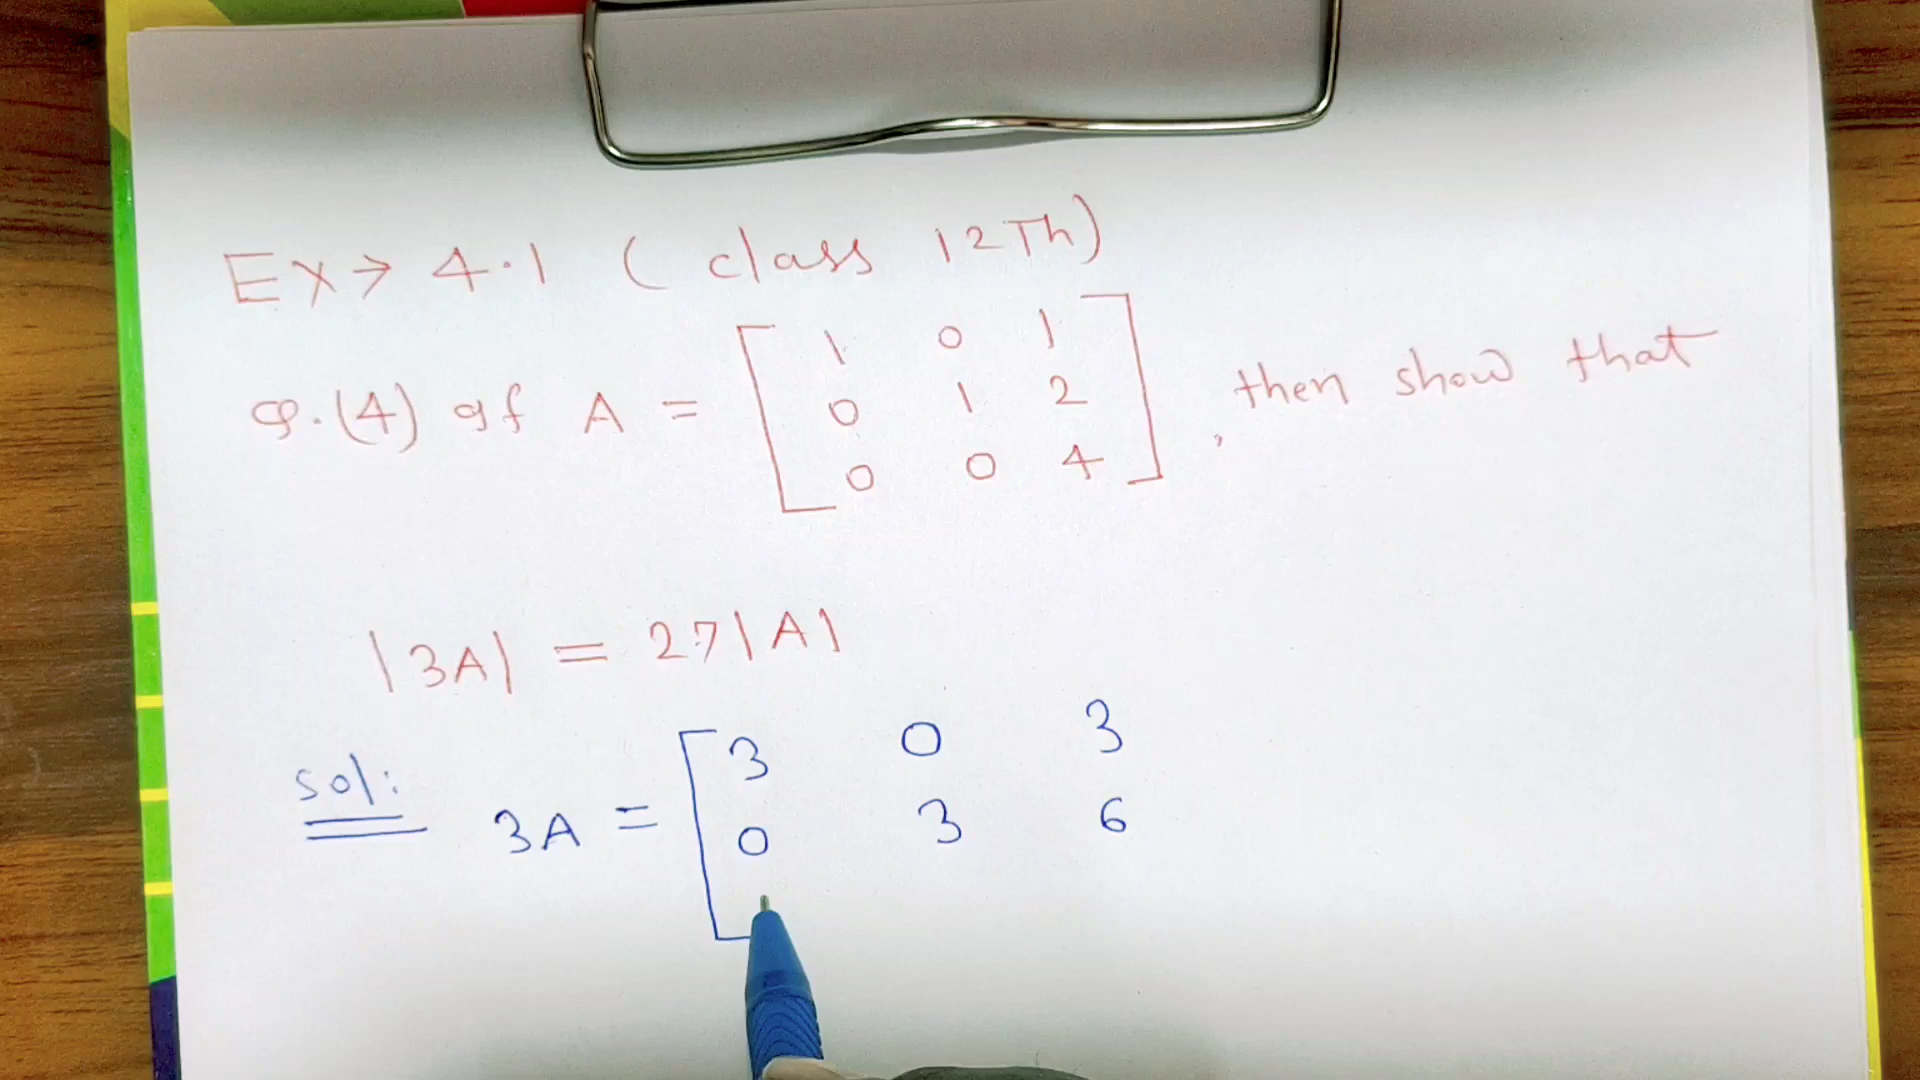 Ex→ 4.1 ( class 12Th)
Q.(4) If A = [ 1 0 1
0 1 2
0 0 4 ] , then show that
|3A| = 27|A|
Sol: 3A = [ 3 0 3
0 3 6